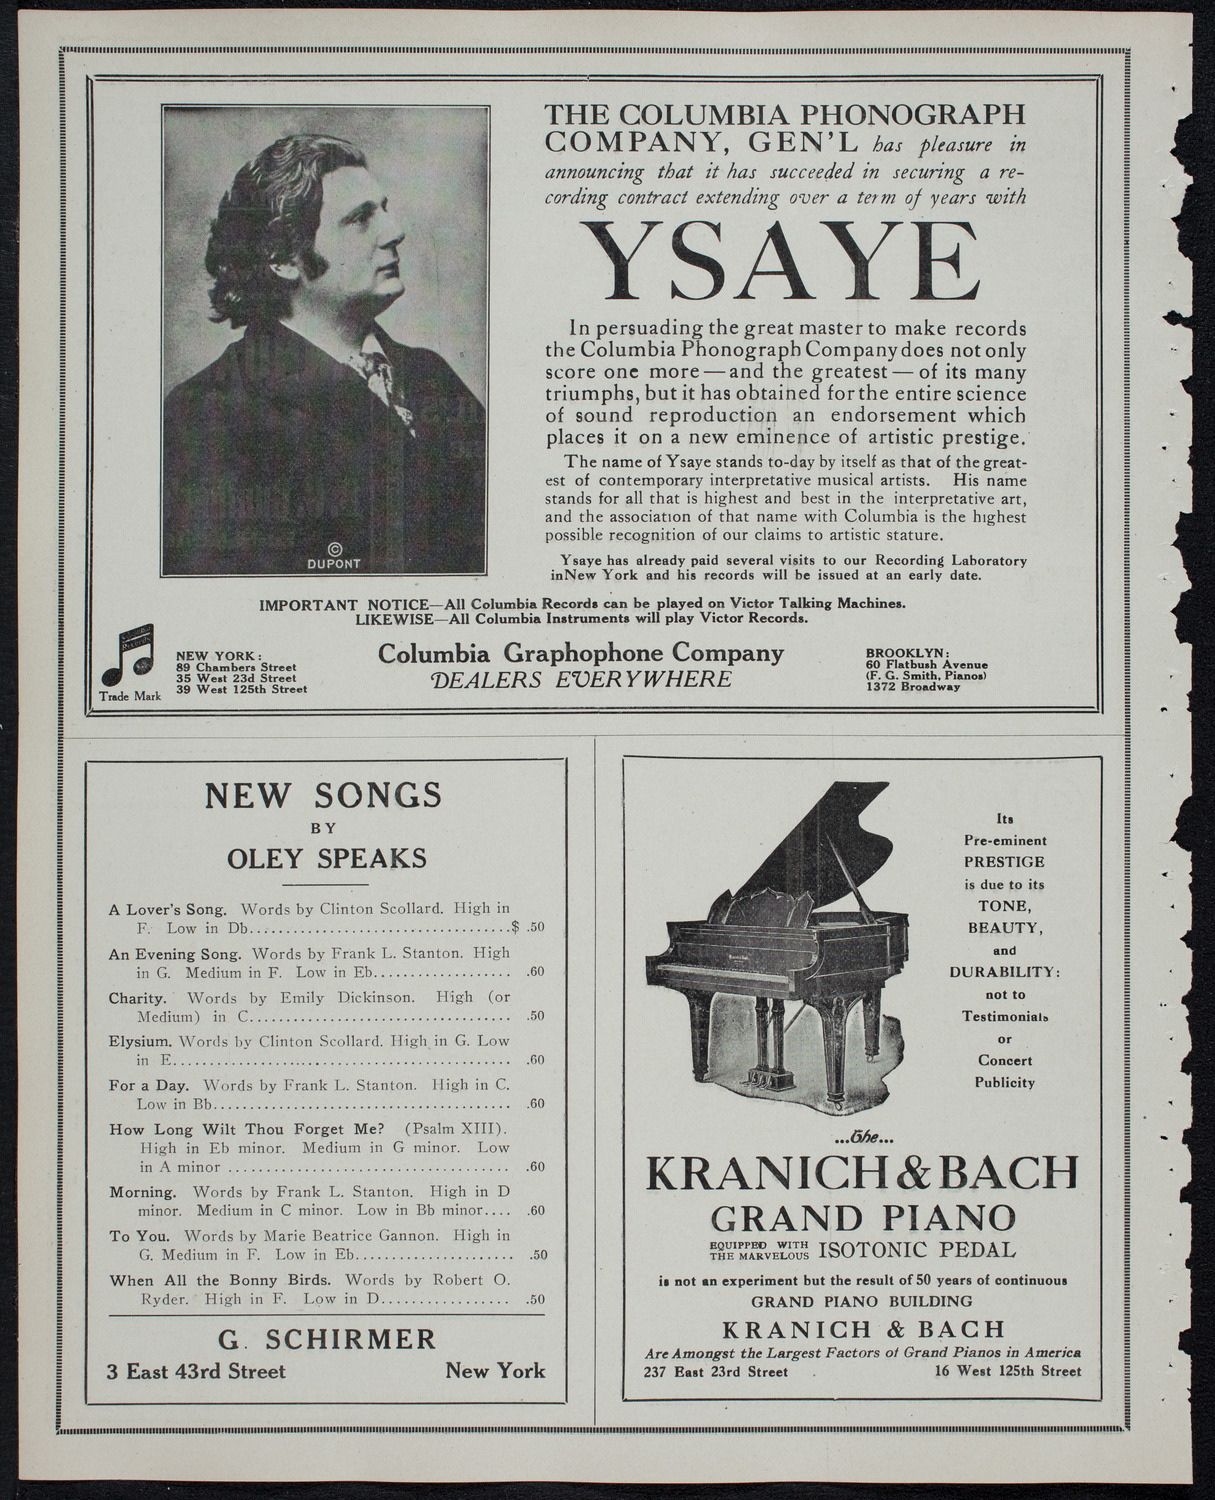 THE COLUMBIA PHONOGRAPH
COMPANY, GEN'L has pleasure in
announcing that it has succeeded in securing a re-
cording contract extending over a term of years with
YSAYE
In persuading the great master to make records
the Columbia Phonograph Company does not only
score one more—and the greatest—of its many
triumphs, but it has obtained for the entire science
of sound reproduction an endorsement which
places it on a new eminence of artistic prestige.
The name of Ysaye stands to-day by itself as that of the great-
est of contemporary interpretative musical artists. His name
stands for all that is highest and best in the interpretative art,
and the association of that name with Columbia is the highest
possible recognition of our claims to artistic stature.
Ysaye has already paid several visits to our Recording Laboratory
inNew York and his records will be issued at an early date.
©
DUPONT
IMPORTANT NOTICE—All Columbia Records can be played on Victor Talking Machines.
LIKEWISE—All Columbia Instruments will play Victor Records.
Trade Mark
NEW YORK:
89 Chambers Street
35 West 23d Street
39 West 125th Street
Columbia Graphophone Company
DEALERS EVERYWHERE
BROOKLYN:
60 Flatbush Avenue
(F. G. Smith, Pianos)
1372 Broadway
NEW SONGS
BY
OLEY SPEAKS
A Lover's Song. Words by Clinton Scollard. High in
F. Low in Db....................................$ .50
An Evening Song. Words by Frank L. Stanton. High
in G. Medium in F. Low in Eb................... .60
Charity. Words by Emily Dickinson. High (or
Medium) in C.................................... .50
Elysium. Words by Clinton Scollard. High in G. Low
in E.............................................. .60
For a Day. Words by Frank L. Stanton. High in C.
Low in Bb........................................ .60
How Long Wilt Thou Forget Me? (Psalm XIII).
High in Eb minor. Medium in G minor. Low
in A minor ...................................... .60
Morning. Words by Frank L. Stanton. High in D
minor. Medium in C minor. Low in Bb minor.... .60
To You. Words by Marie Beatrice Gannon. High in
G. Medium in F. Low in Eb...................... .50
When All the Bonny Birds. Words by Robert O.
Ryder. High in F. Low in D................. .50
G. SCHIRMER
3 East 43rd Street New York
Its
Pre-eminent
PRESTIGE
is due to its
TONE,
BEAUTY,
and
DURABILITY:
not to
Testimonials
or
Concert
Publicity
...The...
KRANICH & BACH
GRAND PIANO
EQUIPPED WITH
THE MARVELOUS ISOTONIC PEDAL
is not an experiment but the result of 50 years of continuous
GRAND PIANO BUILDING
KRANICH & BACH
Are Amongst the Largest Factors of Grand Pianos in America
237 East 23rd Street 16 West 125th Street